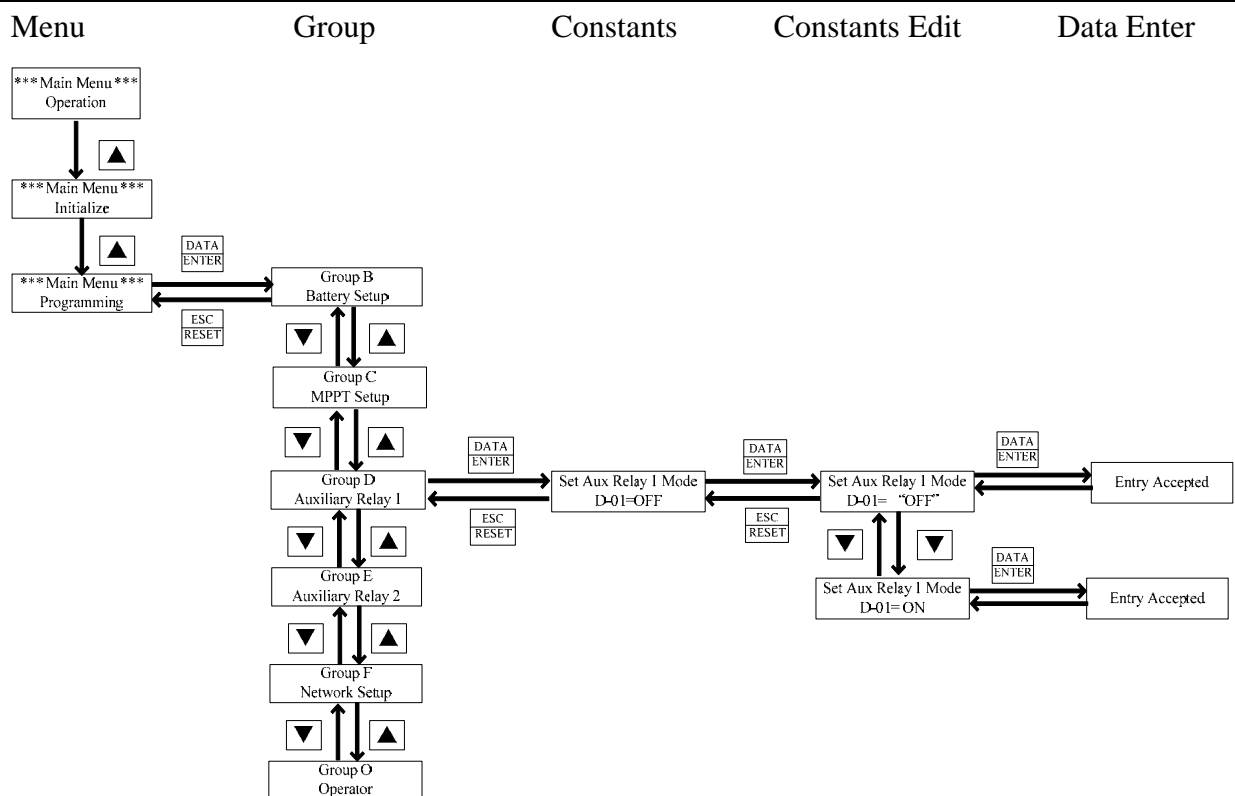 Menu Group Constants Constants Edit Data Enter
***Main Menu***
Operation
***Main Menu***
Initialize
***Main Menu***
Programming
DATA
ENTER
ESC
RESET
Group B
Battery Setup
Group C
MPPT Setup
Group D
Auxiliary Relay 1
Group E
Auxiliary Relay 2
Group F
Network Setup
Group O
Operator
DATA
ENTER
ESC
RESET
Set Aux Relay 1 Mode
D-01=OFF
DATA
ENTER
ESC
RESET
Set Aux Relay 1 Mode
D-01= "OFF"
Set Aux Relay 1 Mode
D-01=ON
DATA
ENTER
Entry Accepted
DATA
ENTER
Entry Accepted